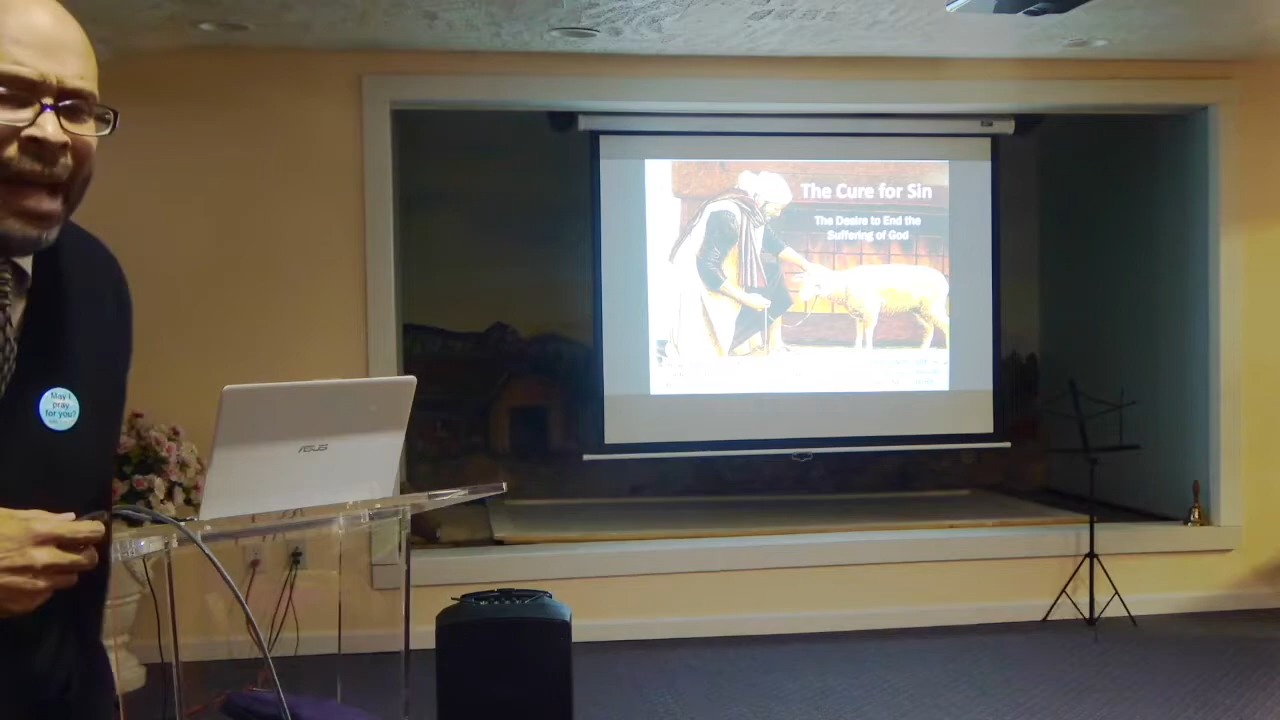 The Cure for Sin
The Desire to End the
Suffering of God
May I
pray
for you?
ASUS